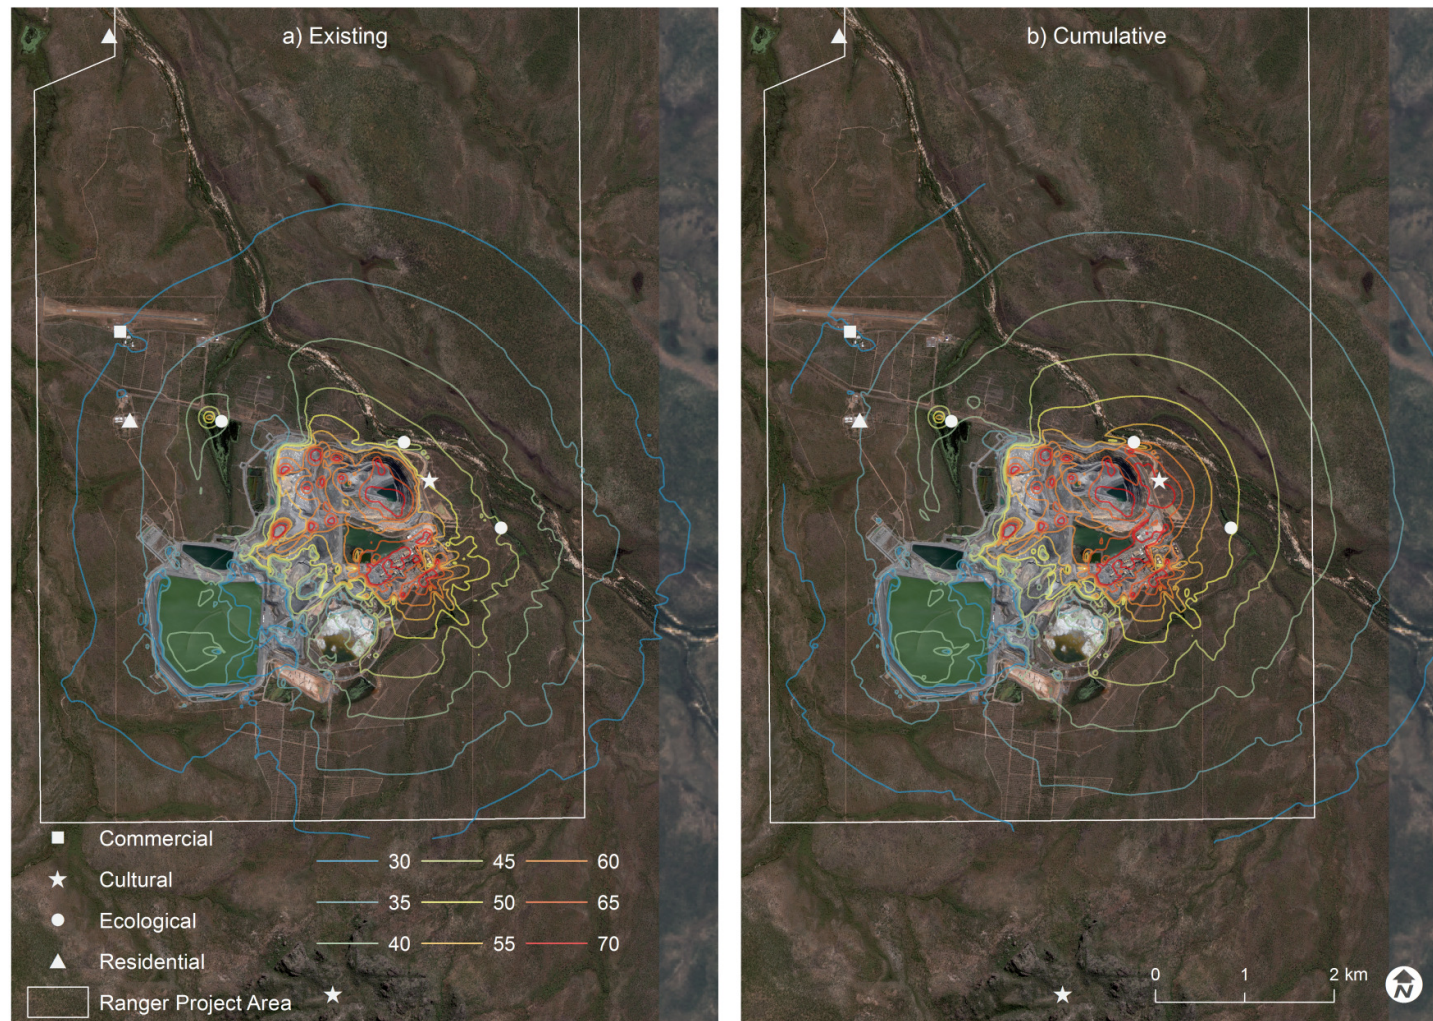 a) Existing
b) Cumulative
Commercial
Cultural
Ecological
Residential
Ranger Project Area
30 45 60
35 50 65
40 55 70
0 1 2 km
N